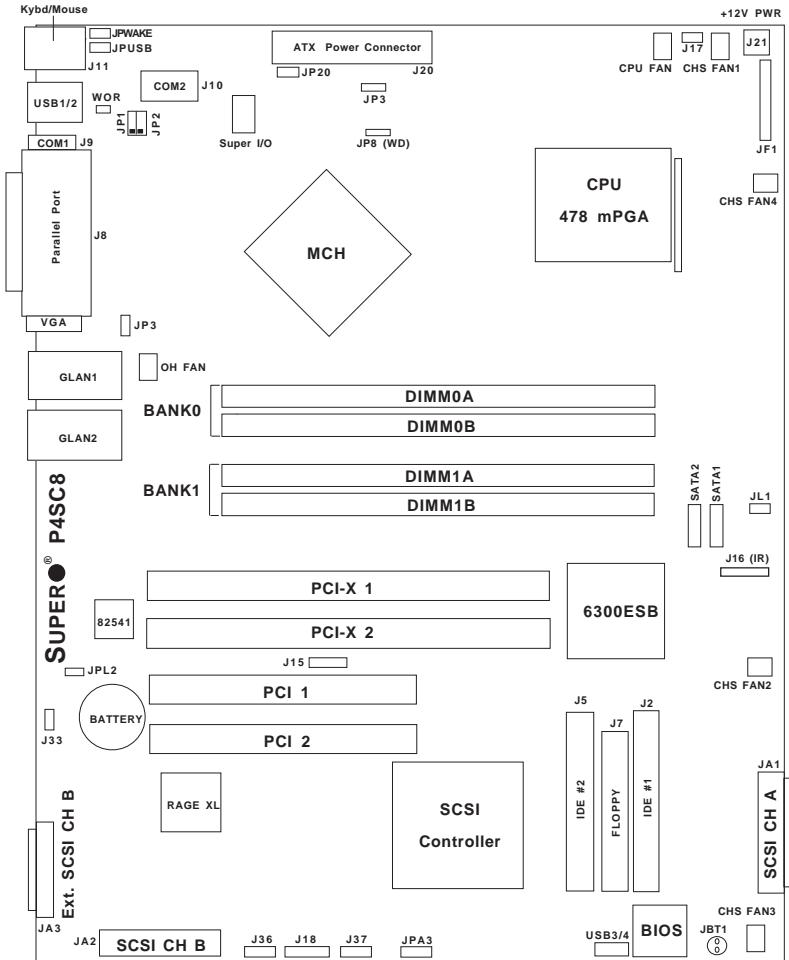 Kybd/Mouse
+12V PWR
JPWAKE
JPUSB
J11
ATX Power Connector
J20
JP20
JP3
JP8 (WD)
CPU FAN
J17
CHS FAN1
J21
JF1
USB1/2
WOR
COM2
J10
JP1
JP2
Super I/O
COM1
J9
Parallel Port
J8
MCH
CPU
478 mPGA
CHS FAN4
VGA
JP3
GLAN1
OH FAN
GLAN2
BANK0
DIMM0A
DIMM0B
BANK1
DIMM1A
DIMM1B
SATA2
SATA1
JL1
J16 (IR)
SUPER® P4SC8
PCI-X 1
82541
PCI-X 2
6300ESB
J15
JPL2
PCI 1
BATTERY
PCI 2
J33
CHS FAN2
J5
J7
J2
IDE #2
FLOPPY
IDE #1
RAGE XL
SCSI
Controller
JA1
SCSI CH A
Ext. SCSI CH B
JA3
JA2
SCSI CH B
J36
J18
J37
JPA3
USB3/4
BIOS
JBT1
CHS FAN3